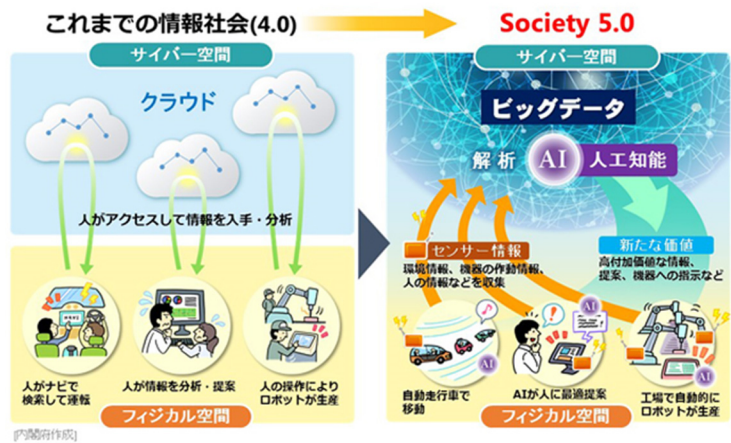 これまでの情報社会(4.0)
Society 5.0
サイバー空間
クラウド
人がアクセスして情報を入手・分析
人がナビで
検索して運転
人が情報を分析・提案
人の操作により
ロボットが生産
フィジカル空間
サイバー空間
ビッグデータ
解析 AI 人工知能
センサー情報
環境情報、機器の作動情報、
人の情報などを収集
新たな価値
高付加価値な情報、
提案、機器への指示など
AI
自動走行車で
移動
AI
AIが人に最適提案
AI
工場で自動的に
ロボットが生産
フィジカル空間
[内閣府作成]